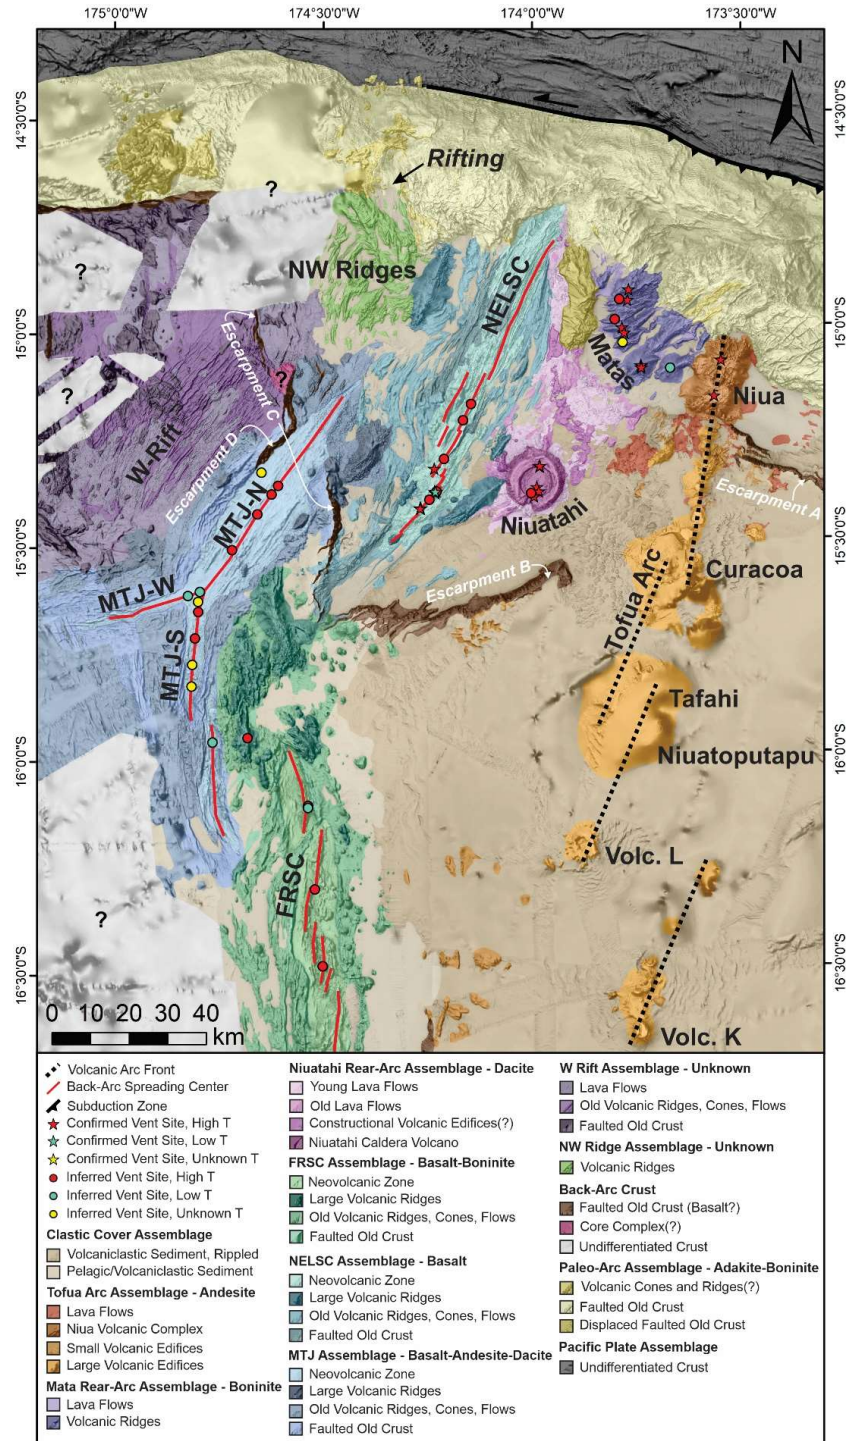 175°0'0"W
174°30'0"W
174°0'0"W
173°30'0"W
N
14°30'0"S
14°30'0"S
Rifting
?
NW Ridges
?
NELSC
15°0'0"S
15°0'0"S
Escarpment C
?
?
Matas
Niua
W-Rift
Escarpment D
MTJ-N
Niuatahi
Escarpment A
15°30'0"S
15°30'0"S
Escarpment B
Curacoa
MTJ-W
Tofua Arc
MTJ-S
Tafahi
Niuatoputapu
16°0'0"S
16°0'0"S
Volc. L
FRSC
?
16°30'0"S
16°30'0"S
0 10 20 30 40
km
Volc. K
Volcanic Arc Front
Back-Arc Spreading Center
Subduction Zone
Confirmed Vent Site, High T
Confirmed Vent Site, Low T
Confirmed Vent Site, Unknown T
Inferred Vent Site, High T
Inferred Vent Site, Low T
Inferred Vent Site, Unknown T
Clastic Cover Assemblage
Volcaniclastic Sediment, Rippled
Pelagic/Volcaniclastic Sediment
Tofua Arc Assemblage - Andesite
Lava Flows
Niua Volcanic Complex
Small Volcanic Edifices
Large Volcanic Edifices
Mata Rear-Arc Assemblage - Boninite
Lava Flows
Volcanic Ridges
Niuatahi Rear-Arc Assemblage - Dacite
Young Lava Flows
Old Lava Flows
Constructional Volcanic Edifices(?)
Niuatahi Caldera Volcano
FRSC Assemblage - Basalt-Boninite
Neovolcanic Zone
Large Volcanic Ridges
Old Volcanic Ridges, Cones, Flows
Faulted Old Crust
NELSC Assemblage - Basalt
Neovolcanic Zone
Large Volcanic Ridges
Old Volcanic Ridges, Cones, Flows
Faulted Old Crust
MTJ Assemblage - Basalt-Andesite-Dacite
Neovolcanic Zone
Large Volcanic Ridges
Old Volcanic Ridges, Cones, Flows
Faulted Old Crust
W Rift Assemblage - Unknown
Lava Flows
Old Volcanic Ridges, Cones, Flows
Faulted Old Crust
NW Ridge Assemblage - Unknown
Volcanic Ridges
Back-Arc Crust
Faulted Old Crust (Basalt?)
Core Complex(?)
Undifferentiated Crust
Paleo-Arc Assemblage - Adakite-Boninite
Volcanic Cones and Ridges(?)
Faulted Old Crust
Displaced Faulted Old Crust
Pacific Plate Assemblage
Undifferentiated Crust